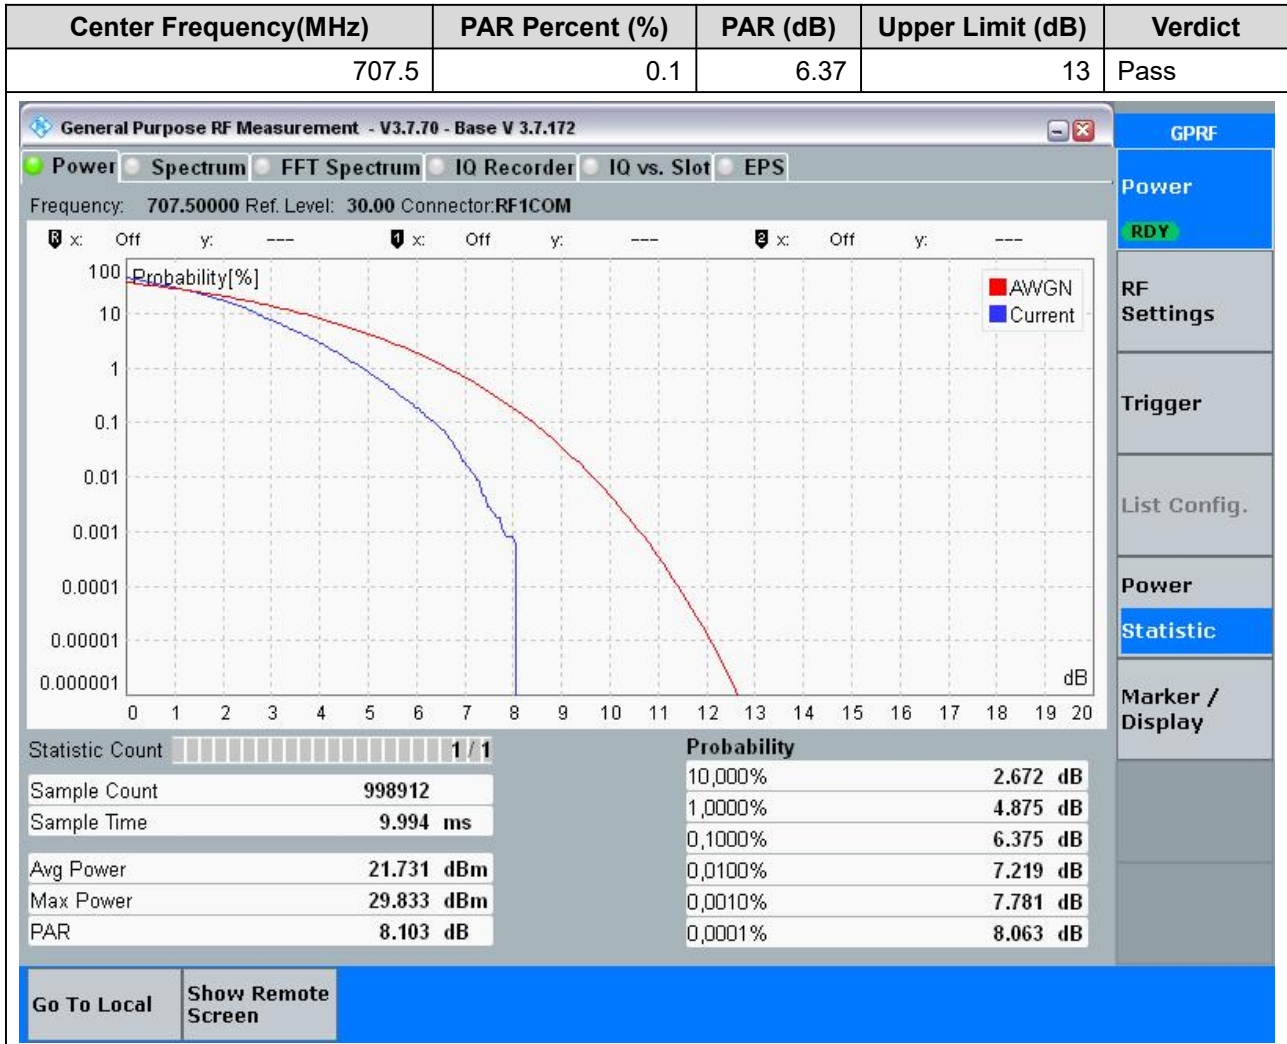 Center Frequency(MHz) PAR Percent (%) PAR (dB) Upper Limit (dB) Verdict
707.5 0.1 6.37 13 Pass
General Purpose RF Measurement - V3.7.70 - Base V 3.7.172
GPRF
Power Spectrum FFT Spectrum IQ Recorder IQ vs. Slot EPS
Frequency: 707.50000 Ref. Level: 30.00 Connector:RF1COM
R x: Off y: --- 1 x: Off y: --- 2 x: Off y: ---
Probability[%]
AWGN
Current
100
10
1
0.1
0.01
0.001
0.0001
0.00001
0.000001
dB
0 1 2 3 4 5 6 7 8 9 10 11 12 13 14 15 16 17 18 19 20
Statistic Count 1 / 1
Sample Count 998912
Sample Time 9.994 ms
Avg Power 21.731 dBm
Max Power 29.833 dBm
PAR 8.103 dB
Probability
10,000% 2.672 dB
1,0000% 4.875 dB
0,1000% 6.375 dB
0,0100% 7.219 dB
0,0010% 7.781 dB
0,0001% 8.063 dB
Power
RDY
RF
Settings
Trigger
List Config.
Power
Statistic
Marker /
Display
Go To Local
Show Remote
Screen